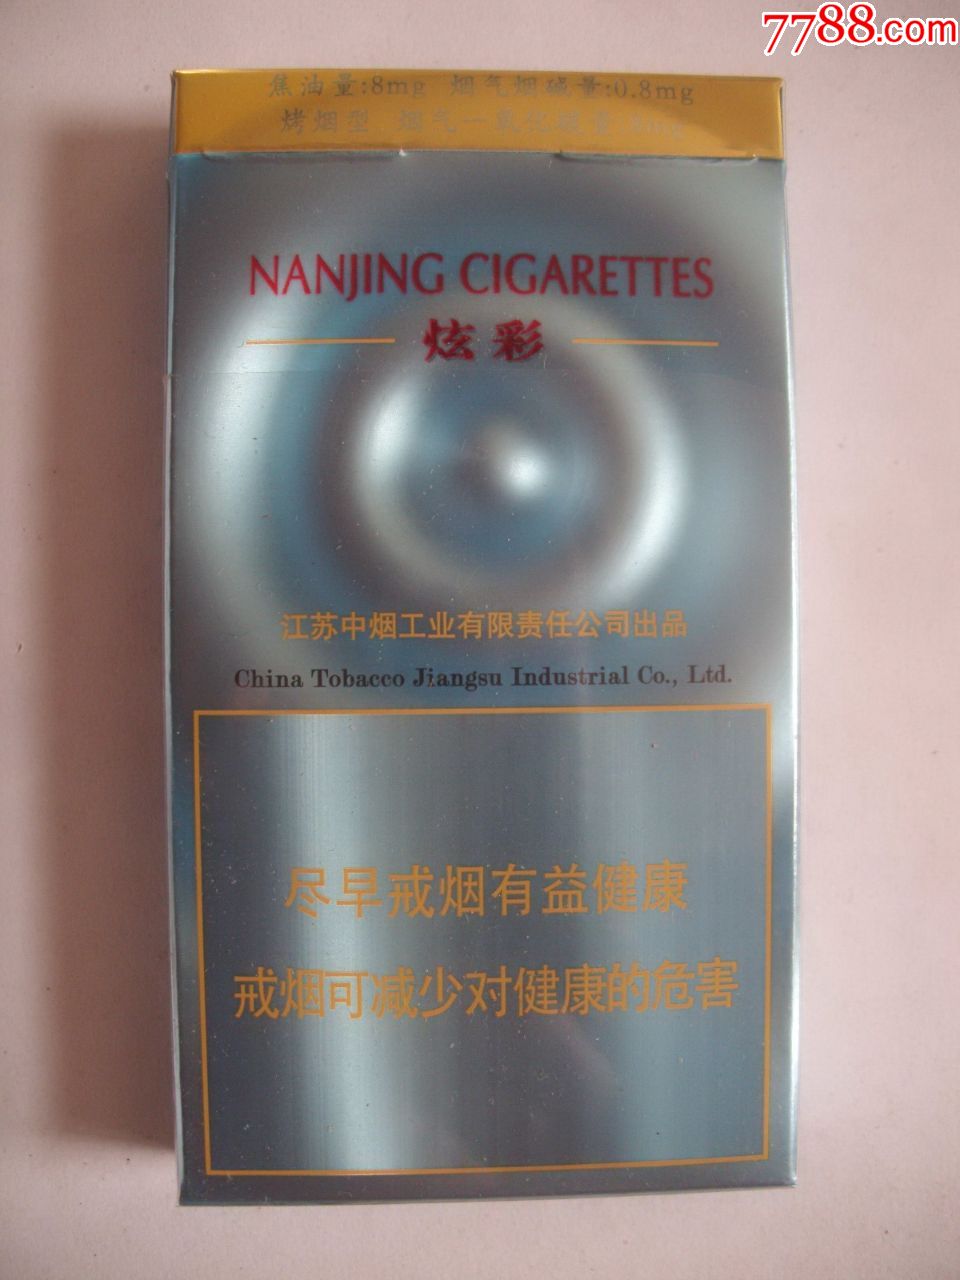 7788.com
焦油量:8mg 烟气烟碱量:0.8mg
烤烟型 烟气一氧化碳量:8mg
NANJING CIGARETTES
炫彩
江苏中烟工业有限责任公司出品
China Tobacco Jiangsu Industrial Co., Ltd.
尽早戒烟有益健康
戒烟可减少对健康的危害